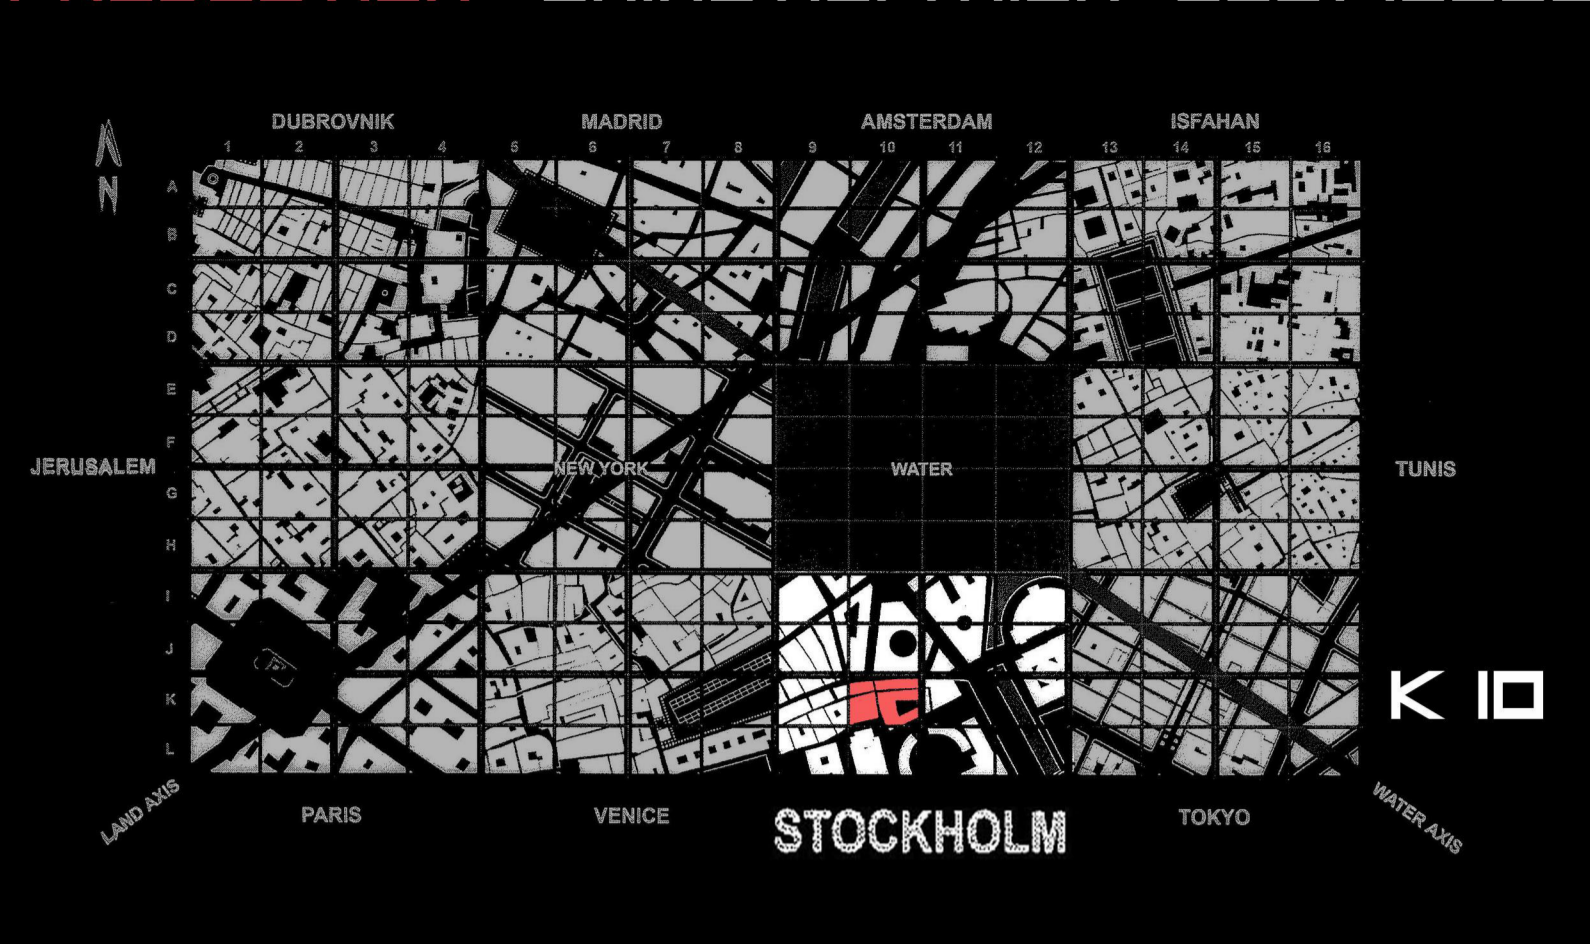 DUBROVNIK MADRID AMSTERDAM ISFAHAN
1 2 3 4 5 6 7 8 9 10 11 12 13 14 15 16
N
A
B
C
D
E
F
JERUSALEM NEW YORK WATER TUNIS
G
H
I
J
K
K 10
L
LAND AXIS
WATER AXIS
PARIS VENICE STOCKHOLM TOKYO